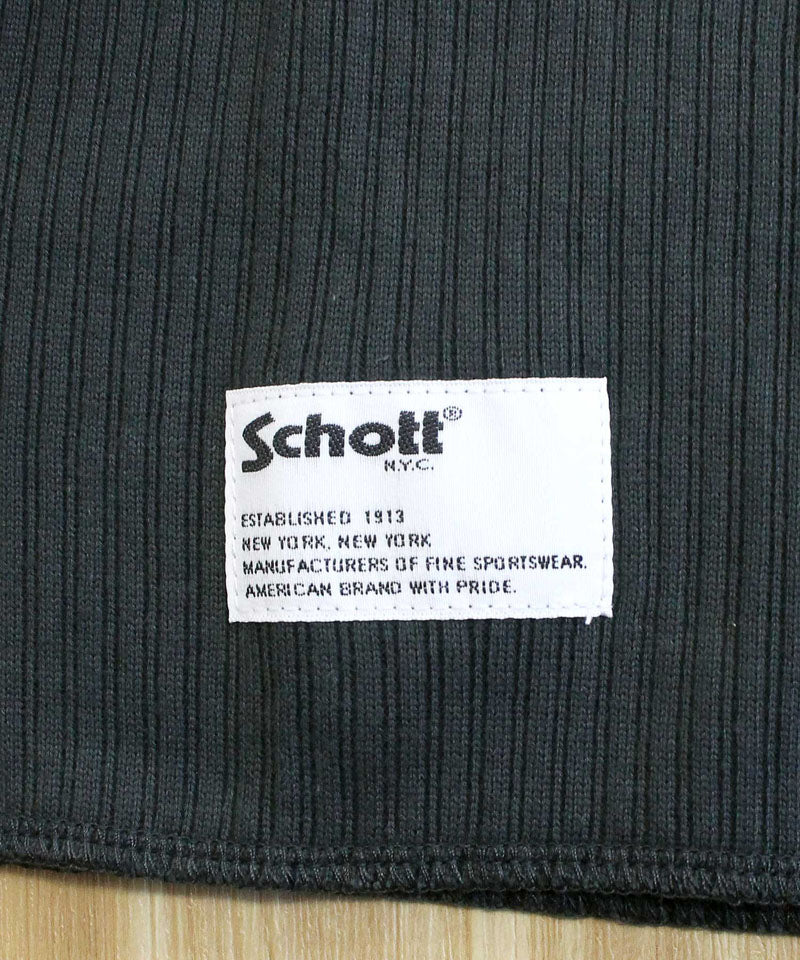 Schott®
N.Y.C.
ESTABLISHED 1913
NEW YORK, NEW YORK
MANUFACTURERS OF FINE SPORTSWEAR.
AMERICAN BRAND WITH PRIDE.